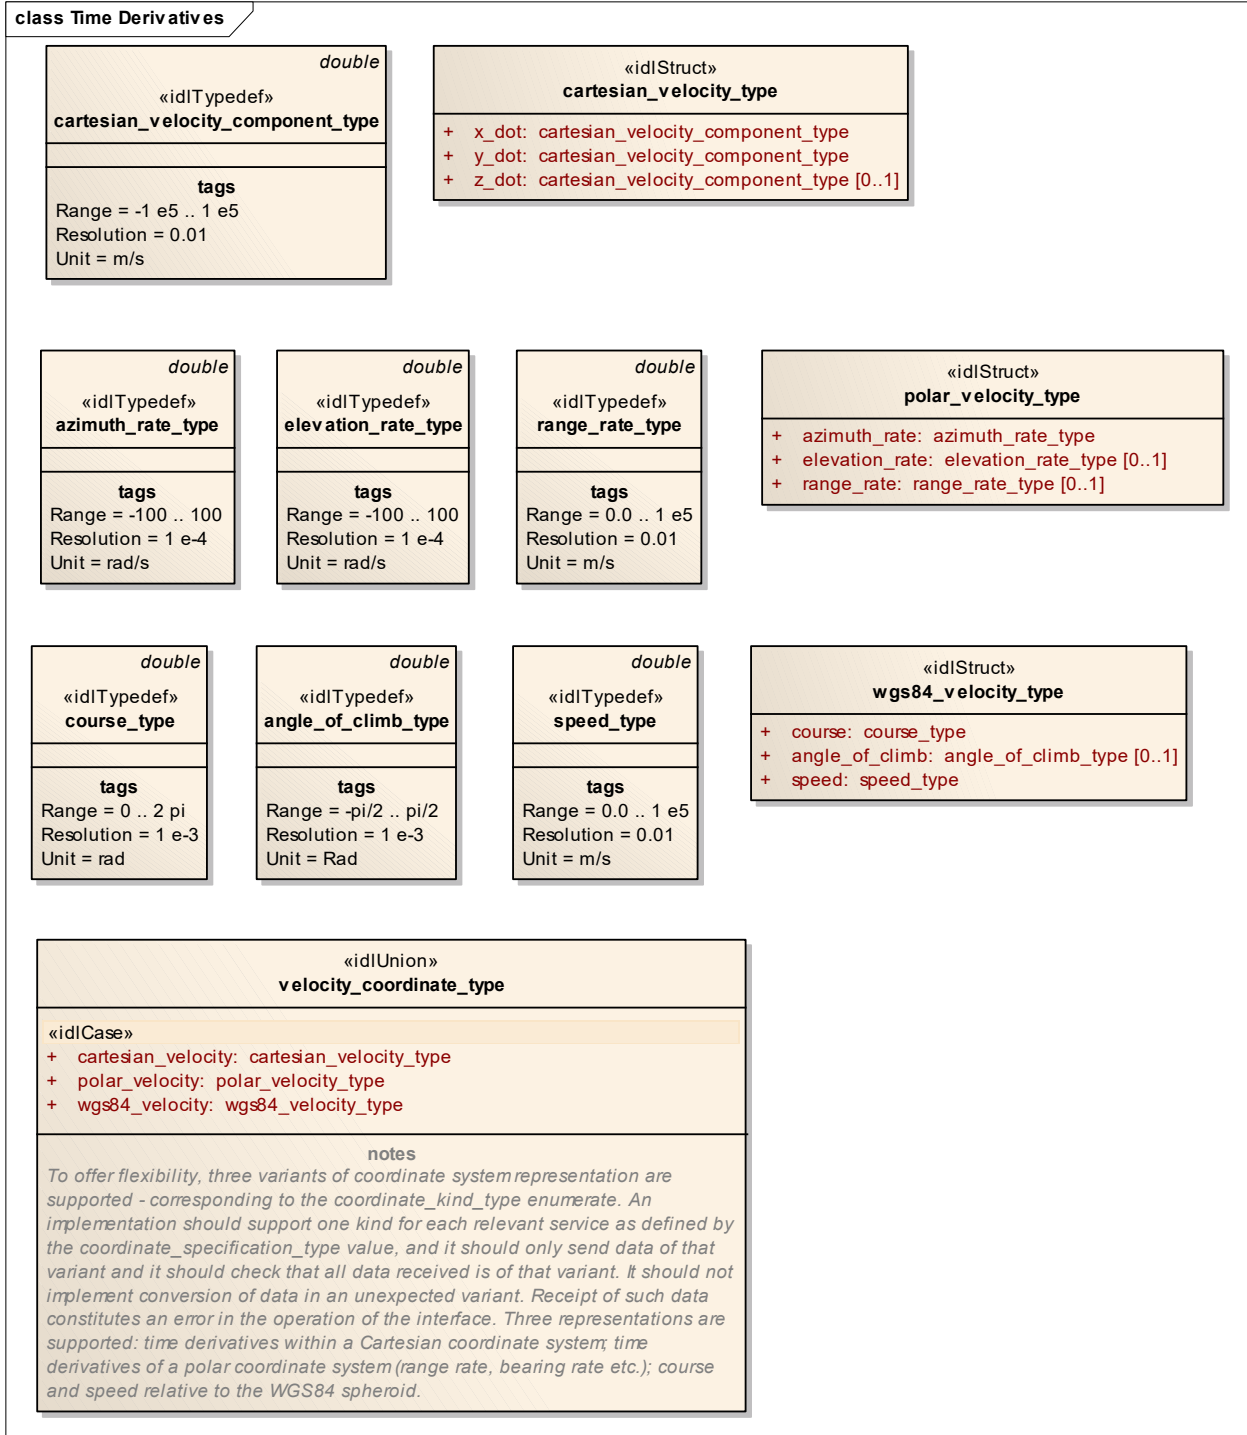 class Time Derivatives
double
«idlTypedef»
cartesian_velocity_component_type
tags
Range = -1 e5 .. 1 e5
Resolution = 0.01
Unit = m/s
«idlStruct»
cartesian_velocity_type
+ x_dot: cartesian_velocity_component_type
+ y_dot: cartesian_velocity_component_type
+ z_dot: cartesian_velocity_component_type [0..1]
double
«idlTypedef»
azimuth_rate_type
tags
Range = -100 .. 100
Resolution = 1 e-4
Unit = rad/s
double
«idlTypedef»
elevation_rate_type
tags
Range = -100 .. 100
Resolution = 1 e-4
Unit = rad/s
double
«idlTypedef»
range_rate_type
tags
Range = 0.0 .. 1 e5
Resolution = 0.01
Unit = m/s
«idlStruct»
polar_velocity_type
+ azimuth_rate: azimuth_rate_type
+ elevation_rate: elevation_rate_type [0..1]
+ range_rate: range_rate_type [0..1]
double
«idlTypedef»
course_type
tags
Range = 0 .. 2 pi
Resolution = 1 e-3
Unit = rad
double
«idlTypedef»
angle_of_climb_type
tags
Range = -pi/2 .. pi/2
Resolution = 1 e-3
Unit = Rad
double
«idlTypedef»
speed_type
tags
Range = 0.0 .. 1 e5
Resolution = 0.01
Unit = m/s
«idlStruct»
wgs84_velocity_type
+ course: course_type
+ angle_of_climb: angle_of_climb_type [0..1]
+ speed: speed_type
«idlUnion»
velocity_coordinate_type
«idlCase»
+ cartesian_velocity: cartesian_velocity_type
+ polar_velocity: polar_velocity_type
+ wgs84_velocity: wgs84_velocity_type
notes
To offer flexibility, three variants of coordinate system representation are
supported - corresponding to the coordinate_kind_type enumerate. An
implementation should support one kind for each relevant service as defined by
the coordinate_specification_type value, and it should only send data of that
variant and it should check that all data received is of that variant. It should not
implement conversion of data in an unexpected variant. Receipt of such data
constitutes an error in the operation of the interface. Three representations are
supported: time derivatives within a Cartesian coordinate system; time
derivatives of a polar coordinate system (range rate, bearing rate etc.); course
and speed relative to the WGS84 spheroid.